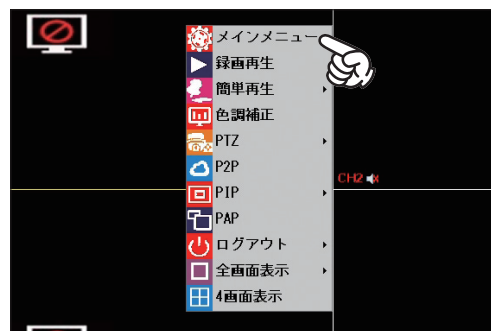 メインメニュー
録画再生
簡単再生
色調補正
PTZ
P2P
CH2
PIP
PAP
ログアウト
全画面表示
4画面表示